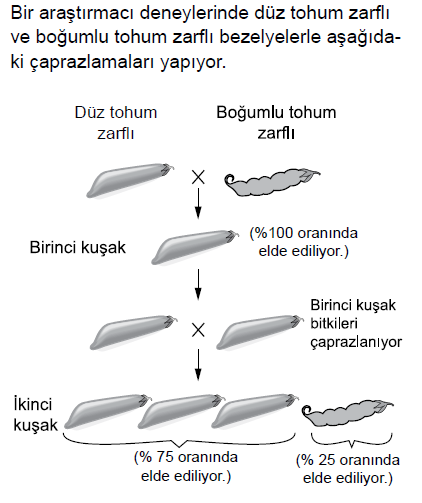 Bir araştırmacı deneylerinde düz tohum zarflı
ve boğumlu tohum zarflı bezelyelerle aşağıda-
ki çaprazlamaları yapıyor.
Düz tohum
zarflı
Boğumlu tohum
zarflı
X
Birinci kuşak
(%100 oranında
elde ediliyor.)
X
Birinci kuşak
bitkileri
çaprazlanıyor
İkinci
kuşak
(% 75 oranında
elde ediliyor.)
(% 25 oranında
elde ediliyor.)